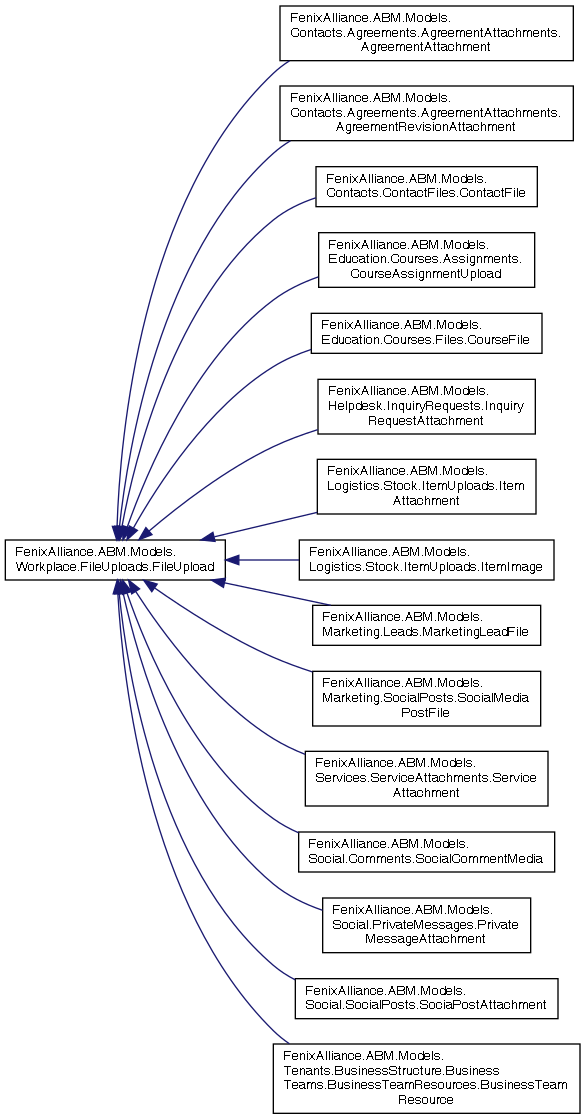 FenixAlliance.ABM.Models.
Contacts.Agreements.AgreementAttachments.
AgreementAttachment
FenixAlliance.ABM.Models.
Contacts.Agreements.AgreementAttachments.
AgreementRevisionAttachment
FenixAlliance.ABM.Models.
Contacts.ContactFiles.ContactFile
FenixAlliance.ABM.Models.
Education.Courses.Assignments.
CourseAssignmentUpload
FenixAlliance.ABM.Models.
Education.Courses.Files.CourseFile
FenixAlliance.ABM.Models.
Helpdesk.InquiryRequests.Inquiry
RequestAttachment
FenixAlliance.ABM.Models.
Logistics.Stock.ItemUploads.Item
Attachment
FenixAlliance.ABM.Models.
Workplace.FileUploads.FileUpload
FenixAlliance.ABM.Models.
Logistics.Stock.ItemUploads.ItemImage
FenixAlliance.ABM.Models.
Marketing.Leads.MarketingLeadFile
FenixAlliance.ABM.Models.
Marketing.SocialPosts.SocialMedia
PostFile
FenixAlliance.ABM.Models.
Services.ServiceAttachments.Service
Attachment
FenixAlliance.ABM.Models.
Social.Comments.SocialCommentMedia
FenixAlliance.ABM.Models.
Social.PrivateMessages.Private
MessageAttachment
FenixAlliance.ABM.Models.
Social.SocialPosts.SociaPostAttachment
FenixAlliance.ABM.Models.
Tenants.BusinessStructure.Business
Teams.BusinessTeamResources.BusinessTeam
Resource